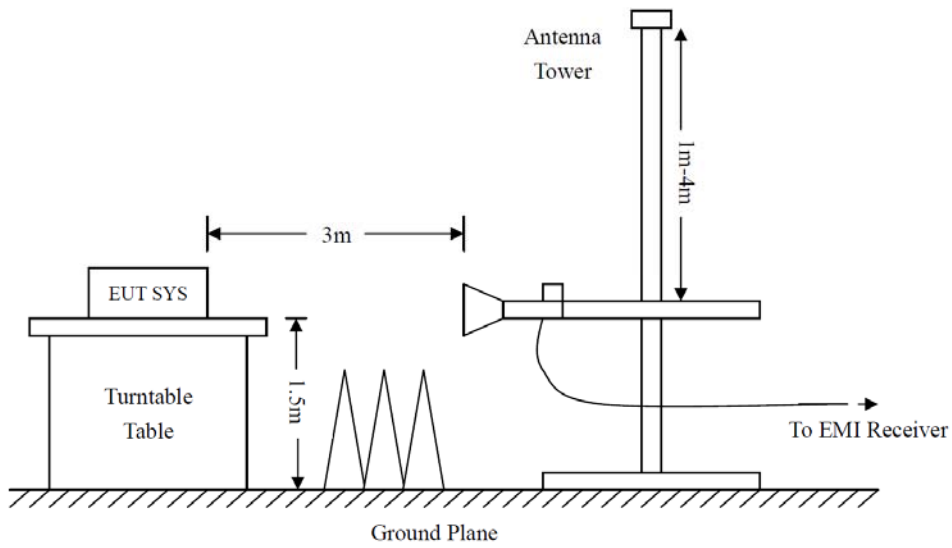 Antenna
Tower
1m-4m
3m
EUT SYS
1.5m
Turntable
Table
To EMI Receiver
Ground Plane